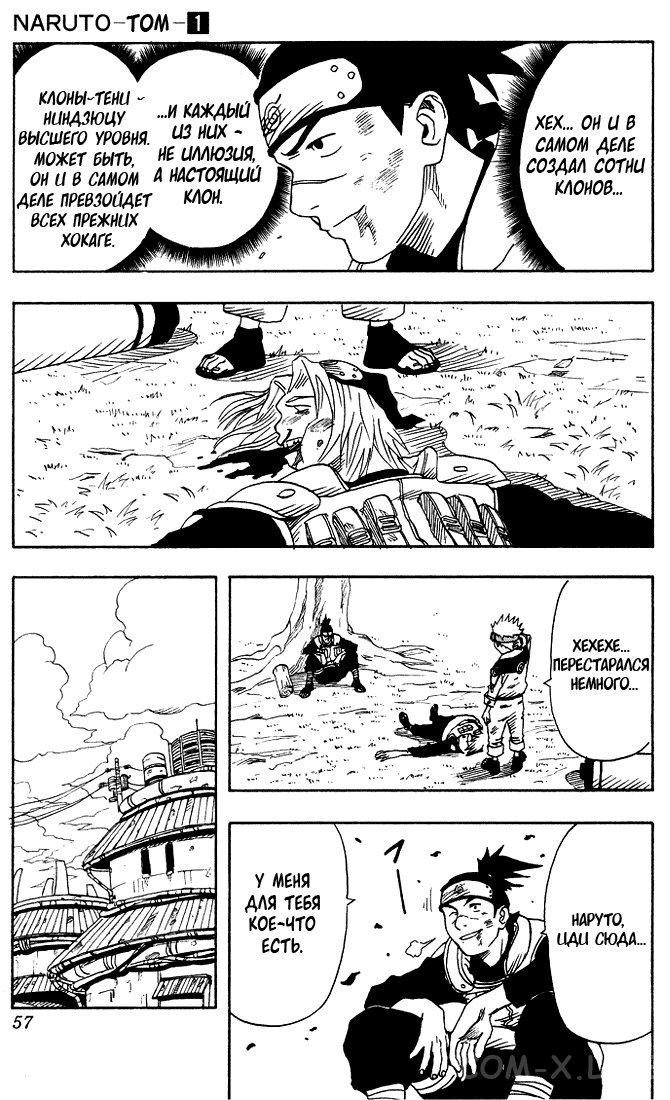 NARUTO-ТОМ-1
ХЕХ... ОН И В
САМОМ ДЕЛЕ
СОЗДАЛ СОТНИ
КЛОНОВ...
...И КАЖДЫЙ
ИЗ НИХ -
НЕ ИЛЛЮЗИЯ,
А НАСТОЯЩИЙ
КЛОН.
КЛОНЫ-ТЕНИ -
НИНДЗЮЦУ
ВЫСШЕГО УРОВНЯ.
МОЖЕТ БЫТЬ,
ОН И В САМОМ
ДЕЛЕ ПРЕВЗОЙДЕТ
ВСЕХ ПРЕЖНИХ
ХОКАГЕ.
ХЕХЕХЕ...
ПЕРЕСТАРАЛСЯ
НЕМНОГО...
НАРУТО,
ИДИ СЮДА...
У МЕНЯ
ДЛЯ ТЕБЯ
КОЕ-ЧТО
ЕСТЬ.
57